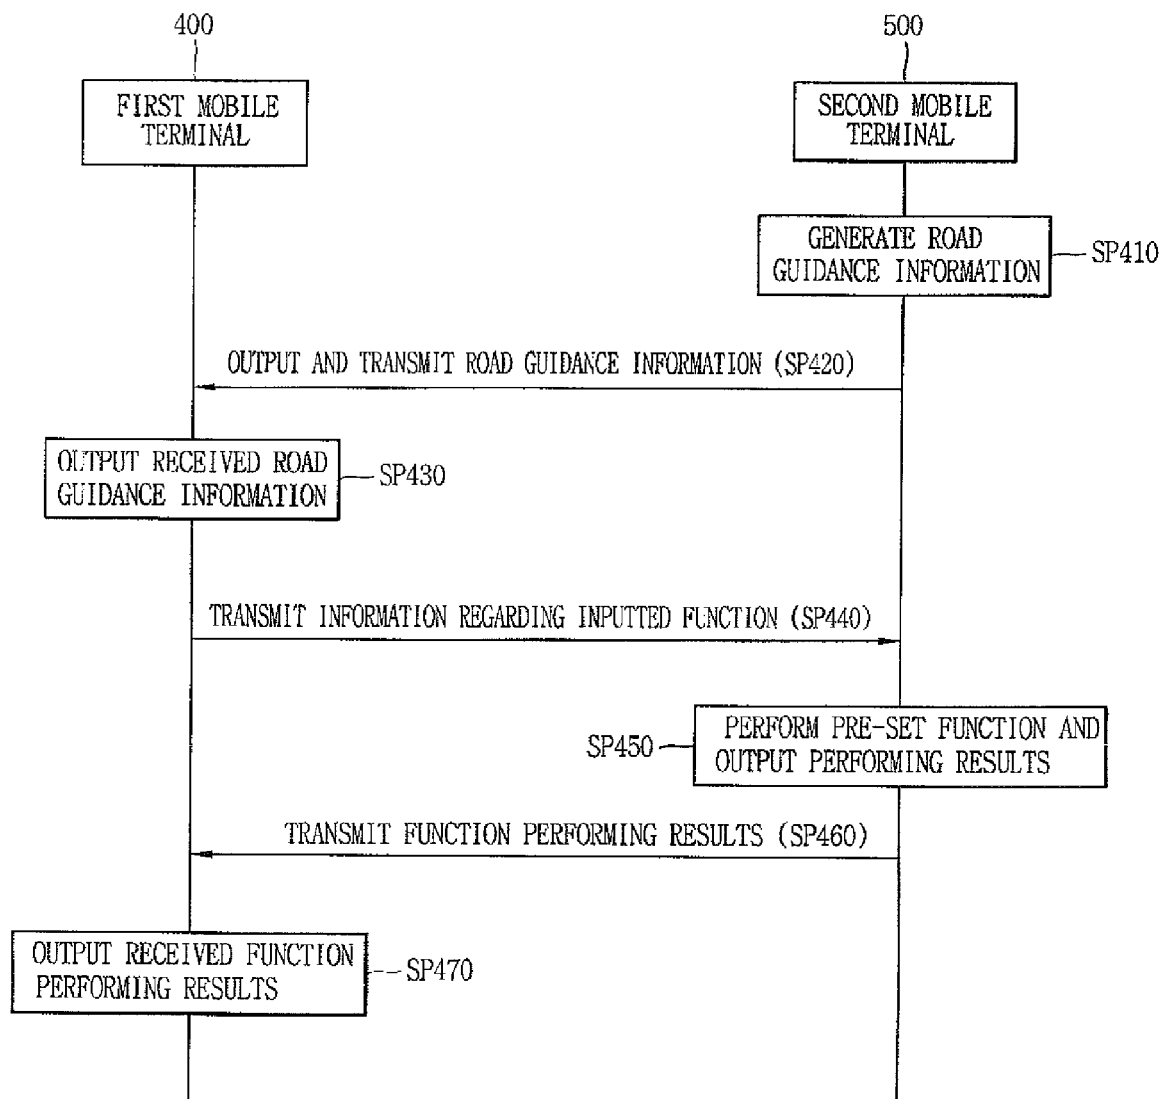 400
500
FIRST MOBILE
TERMINAL
SECOND MOBILE
TERMINAL
GENERATE ROAD
GUIDANCE INFORMATION
SP410
OUTPUT AND TRANSMIT ROAD GUIDANCE INFORMATION (SP420)
OUTPUT RECEIVED ROAD
GUIDANCE INFORMATION
SP430
TRANSMIT INFORMATION REGARDING INPUTTED FUNCTION (SP440)
PERFORM PRE-SET FUNCTION AND
OUTPUT PERFORMING RESULTS
SP450
TRANSMIT FUNCTION PERFORMING RESULTS (SP460)
OUTPUT RECEIVED FUNCTION
PERFORMING RESULTS
SP470